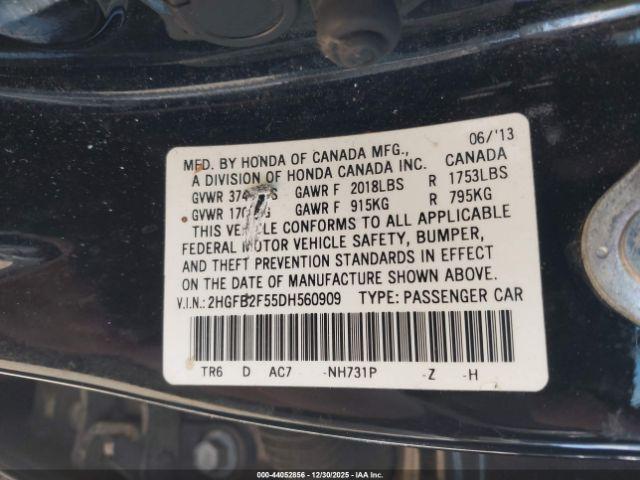 06/'13
MFD. BY HONDA OF CANADA MFG., CANADA
A DIVISION OF HONDA CANADA INC.
GVWR GAWR F 2018LBS R 1753LBS
GVWR GAWR F 915KG R 795KG
THIS VEHICLE CONFORMS TO ALL APPLICABLE
FEDERAL MOTOR VEHICLE SAFETY, BUMPER,
AND THEFT PREVENTION STANDARDS IN EFFECT
ON THE DATE OF MANUFACTURE SHOWN ABOVE.
V.I.N.: 2HGFB2F55DH560909 TYPE: PASSENGER CAR
TR6 D AC7 -NH731P -Z -H
000-44052856 | 12/30/2025 | IAA Inc.